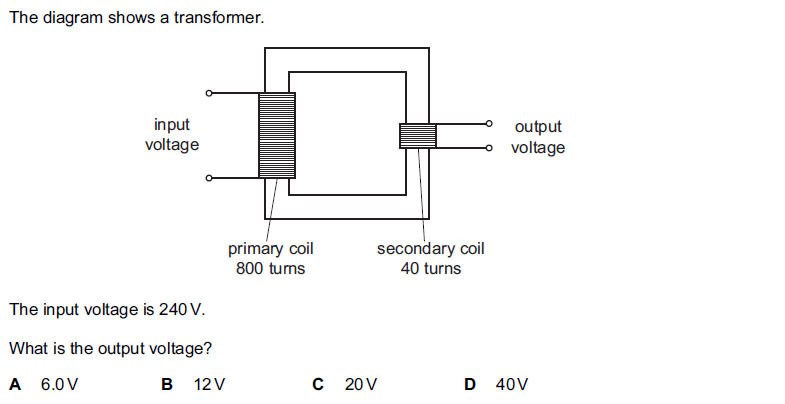 The diagram shows a transformer.
input
voltage
output
voltage
primary coil
800 turns
secondary coil
40 turns
The input voltage is 240 V.
What is the output voltage?
A 6.0 V B 12 V C 20 V D 40 V